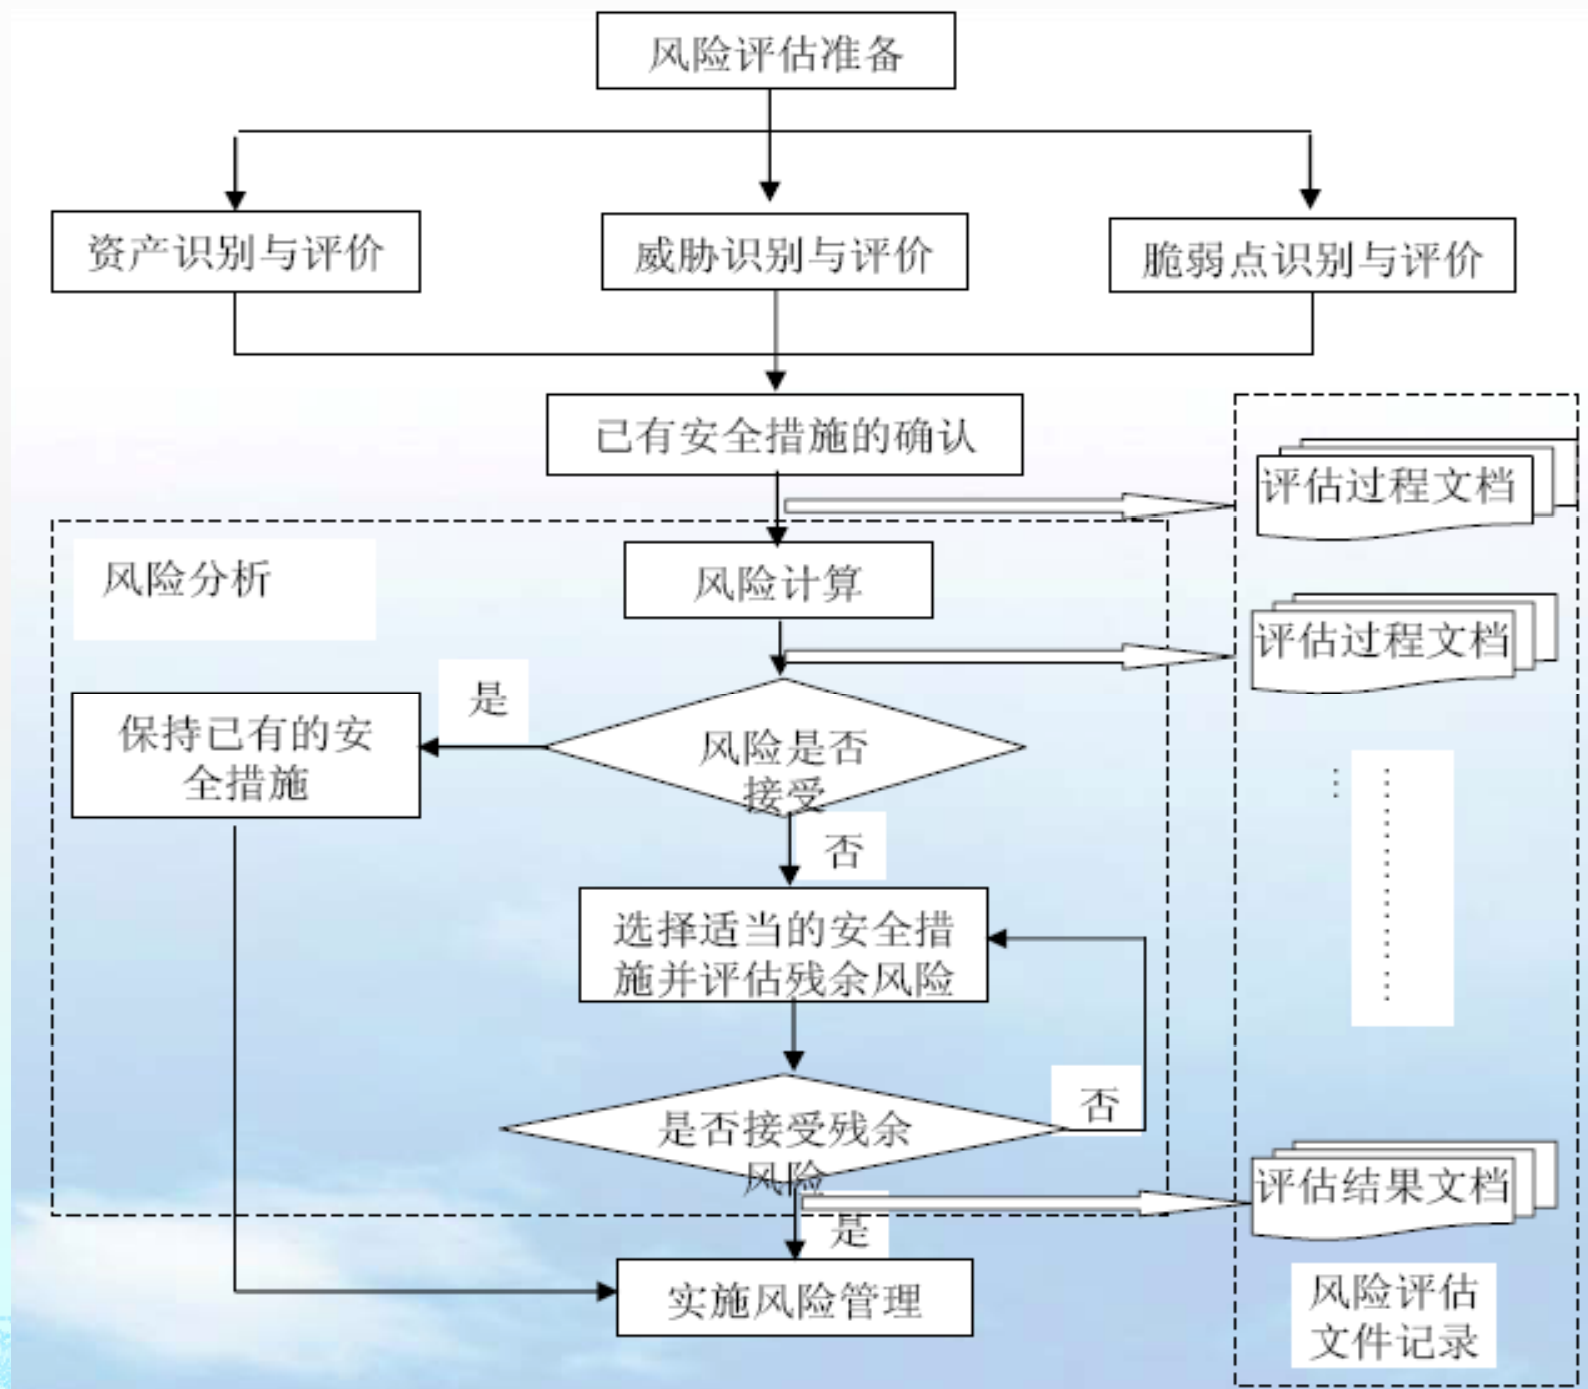 风险评估准备
资产识别与评价
威胁识别与评价
脆弱点识别与评价
已有安全措施的确认
评估过程文档
风险分析
风险计算
评估过程文档
是
保持已有的安
全措施
风险是否
接受
否
选择适当的安全措
施并评估残余风险
否
是否接受残余
风险
评估结果文档
是
实施风险管理
风险评估
文件记录